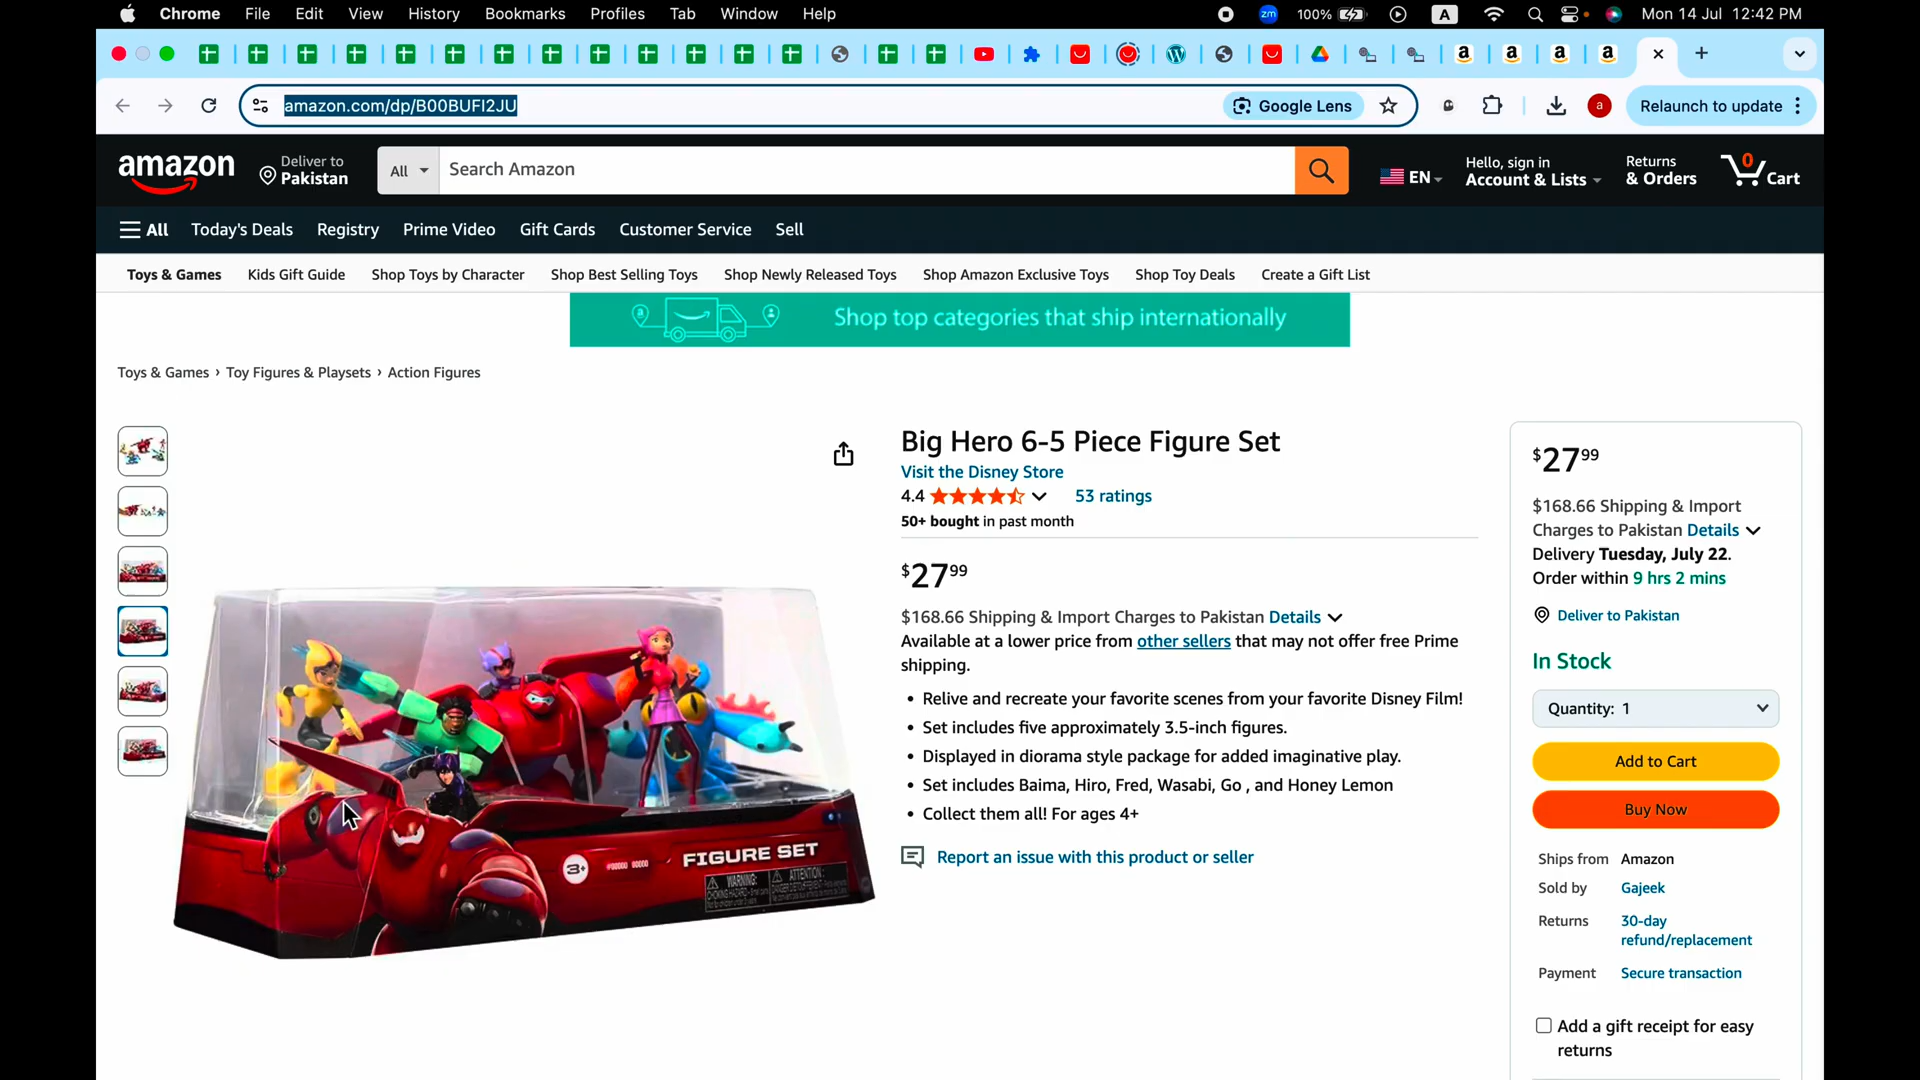 Chrome File Edit View History Bookmarks Profiles Tab Window Help
zm 100% A Mon 14 Jul 12:42 PM
amazon.com/dp/B00BUFI2JU
Google Lens
a
Relaunch to update
amazon
Deliver to
Pakistan
All
Search Amazon
EN
Hello, sign in
Account & Lists
Returns
& Orders
0
Cart
All Today's Deals Registry Prime Video Gift Cards Customer Service Sell
Toys & Games Kids Gift Guide Shop Toys by Character Shop Best Selling Toys Shop Newly Released Toys Shop Amazon Exclusive Toys Shop Toy Deals Create a Gift List
Shop top categories that ship internationally
Toys & Games › Toy Figures & Playsets › Action Figures
Big Hero 6-5 Piece Figure Set
Visit the Disney Store
4.4 53 ratings
50+ bought in past month
$27 99
$168.66 Shipping & Import Charges to Pakistan Details
Available at a lower price from other sellers that may not offer free Prime
shipping.
• Relive and recreate your favorite scenes from your favorite Disney Film!
• Set includes five approximately 3.5-inch figures.
• Displayed in diorama style package for added imaginative play.
• Set includes Baima, Hiro, Fred, Wasabi, Go , and Honey Lemon
• Collect them all! For ages 4+
Report an issue with this product or seller
3+
FIGURE SET
WARNING:
ATTENTION:
$27 99
$168.66 Shipping & Import
Charges to Pakistan Details
Delivery Tuesday, July 22.
Order within 9 hrs 2 mins
Deliver to Pakistan
In Stock
Quantity: 1
Add to Cart
Buy Now
Ships from Amazon
Sold by Gajeek
Returns 30-day
refund/replacement
Payment Secure transaction
Add a gift receipt for easy
returns